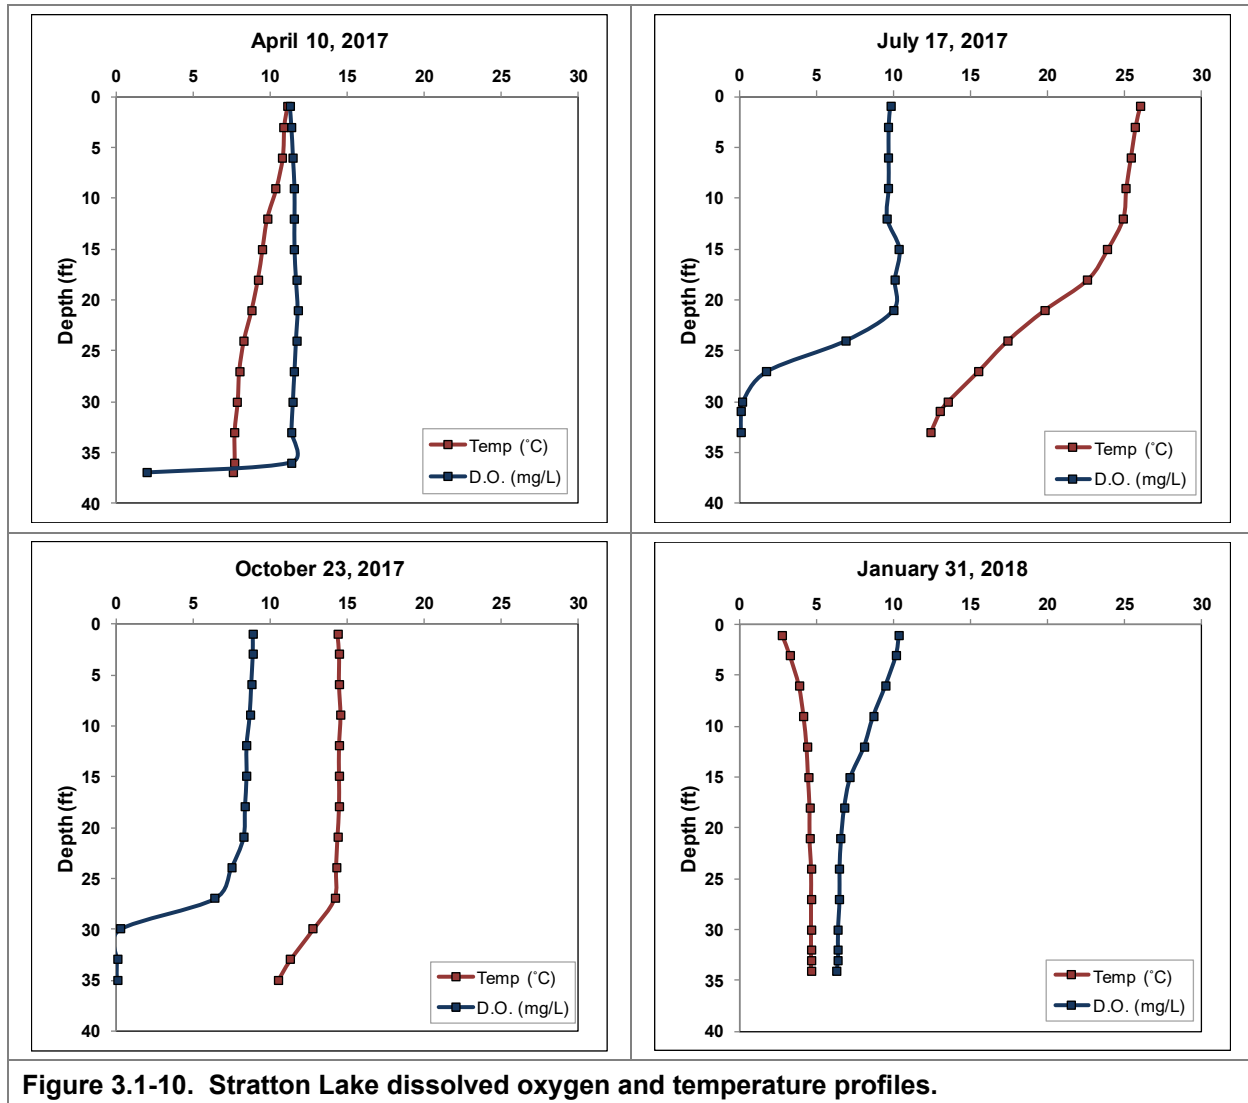 April 10, 2017
0 5 10 15 20 25 30
0
5
10
15
20
25
30
35
40
Depth (ft)
Temp (˚C)
D.O. (mg/L)
July 17, 2017
0 5 10 15 20 25 30
0
5
10
15
20
25
30
35
40
Depth (ft)
Temp (˚C)
D.O. (mg/L)
October 23, 2017
0 5 10 15 20 25 30
0
5
10
15
20
25
30
35
40
Depth (ft)
Temp (˚C)
D.O. (mg/L)
January 31, 2018
0 5 10 15 20 25 30
0
5
10
15
20
25
30
35
40
Depth (ft)
Temp (˚C)
D.O. (mg/L)
Figure 3.1-10. Stratton Lake dissolved oxygen and temperature profiles.